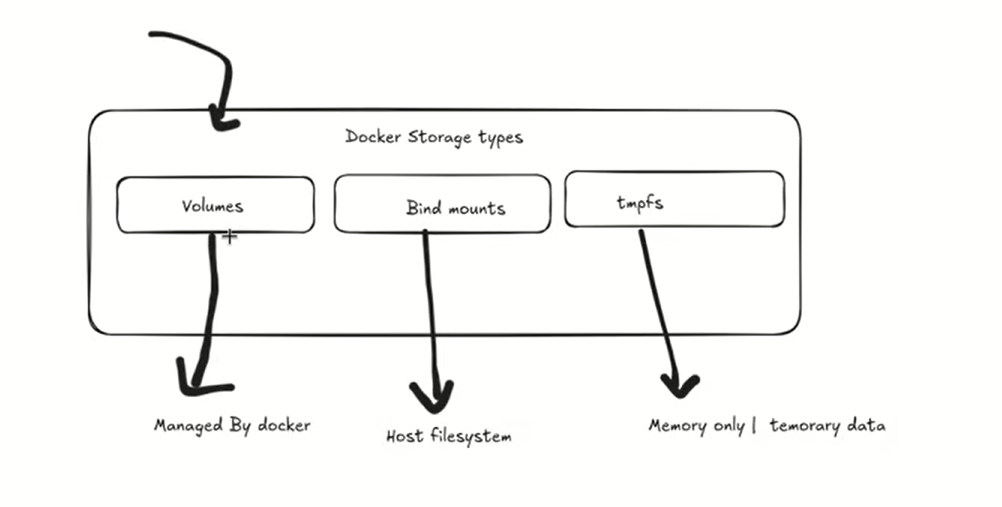 Docker Storage types
Volumes
Bind mounts
tmpfs
Managed By docker
Host filesystem
Memory only | temorary data